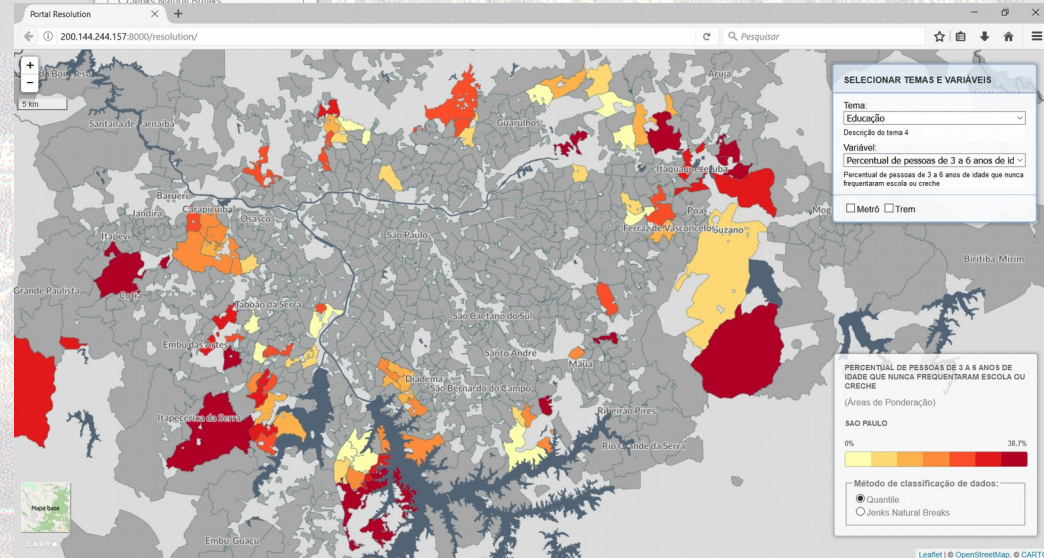 Jenks Natural Breaks
Portal Resolution
200.144.244.157:8000/resolution/
Pesquisar
+
−
5 km
SELECIONAR TEMAS E VARIÁVEIS
Tema:
Educação
Descrição do tema 4
Variável:
Percentual de pessoas de 3 a 6 anos de id
Percentual de pessoas de 3 a 6 anos de idade que nunca
frequentaram escola ou creche
Metrô Trem
Arujá
Santana de Parnaíba
Guarulhos
Itaquaquecetuba
Barueri
Jandira
Carapicuíba
Osasco
Poá
Mog
Itapevi
São Paulo
Ferraz de Vasconcelos
Suzano
Biritiba-Mirim
Grande Paulista
Cotia
Taboão da Serra
São Caetano do Sul
Embu das Artes
Santo André
Mauá
Diadema
São Bernardo do Campo
Itapecerica da Serra
Ribeirão Pires
Rio Grande da Serra
Embu-Guaçu
Mapa base
CARTO
PERCENTUAL DE PESSOAS DE 3 A 6 ANOS DE
IDADE QUE NUNCA FREQUENTARAM ESCOLA OU
CRECHE
(Áreas de Ponderação)
SAO PAULO
0% 38.7%
Método de classificação de dados:
Quantile
Jenks Natural Breaks
Leaflet | © OpenStreetMap, © CARTO